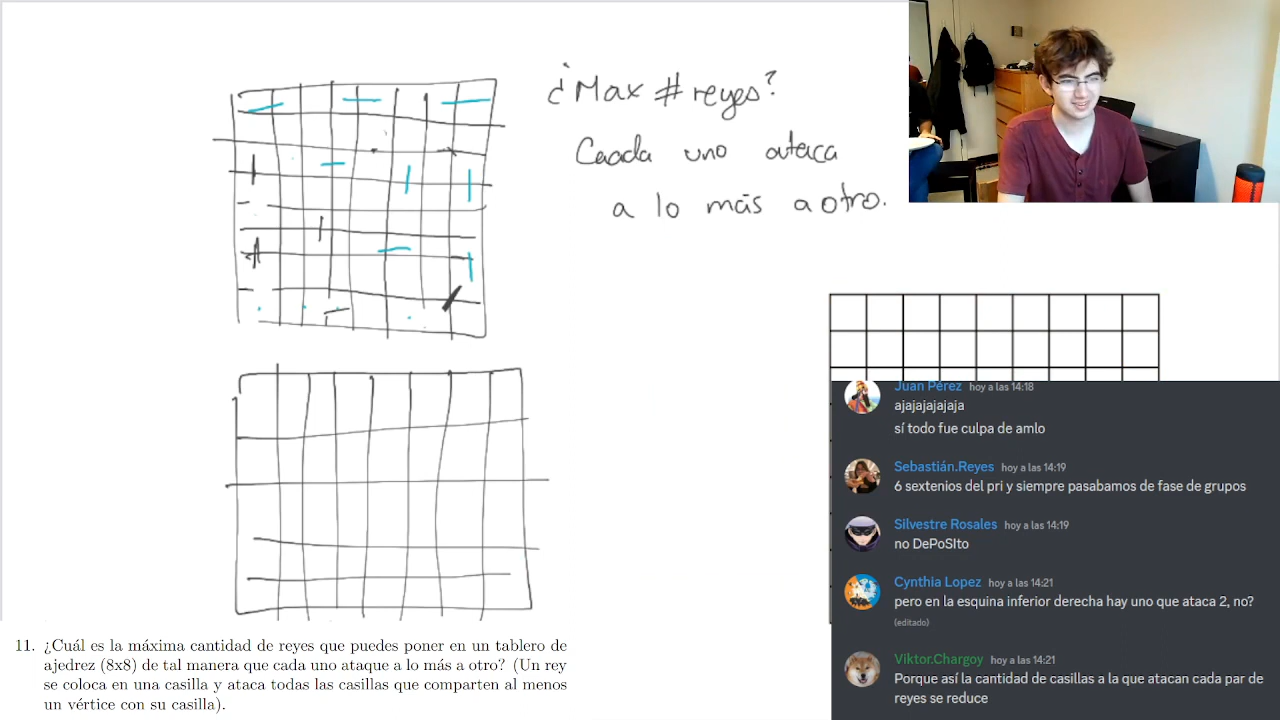 ¿Max # reyes?
Caada uno ataca
a lo más a otro.
Juan Pérez hoy a las 14:18
ajajajajajaja
sí todo fue culpa de amlo
Sebastián.Reyes hoy a las 14:19
6 sextenios del pri y siempre pasabamos de fase de grupos
Silvestre Rosales hoy a las 14:19
no DePoSIto
Cynthia Lopez hoy a las 14:21
pero en la esquina inferior derecha hay uno que ataca 2, no?
(editado)
Viktor.Chargoy hoy a las 14:21
Porque así la cantidad de casillas a la que atacan cada par de
reyes se reduce
11. ¿Cuál es la máxima cantidad de reyes que puedes poner en un tablero de
ajedrez (8x8) de tal manera que cada uno ataque a lo más a otro? (Un rey
se coloca en una casilla y ataca todas las casillas que comparten al menos
un vértice con su casilla).